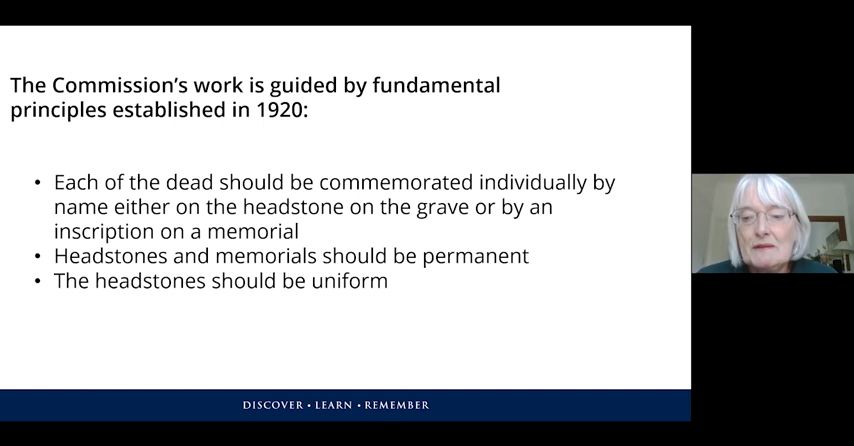 The Commission’s work is guided by fundamental
principles established in 1920:
• Each of the dead should be commemorated individually by
name either on the headstone on the grave or by an
inscription on a memorial
• Headstones and memorials should be permanent
• The headstones should be uniform
DISCOVER • LEARN • REMEMBER